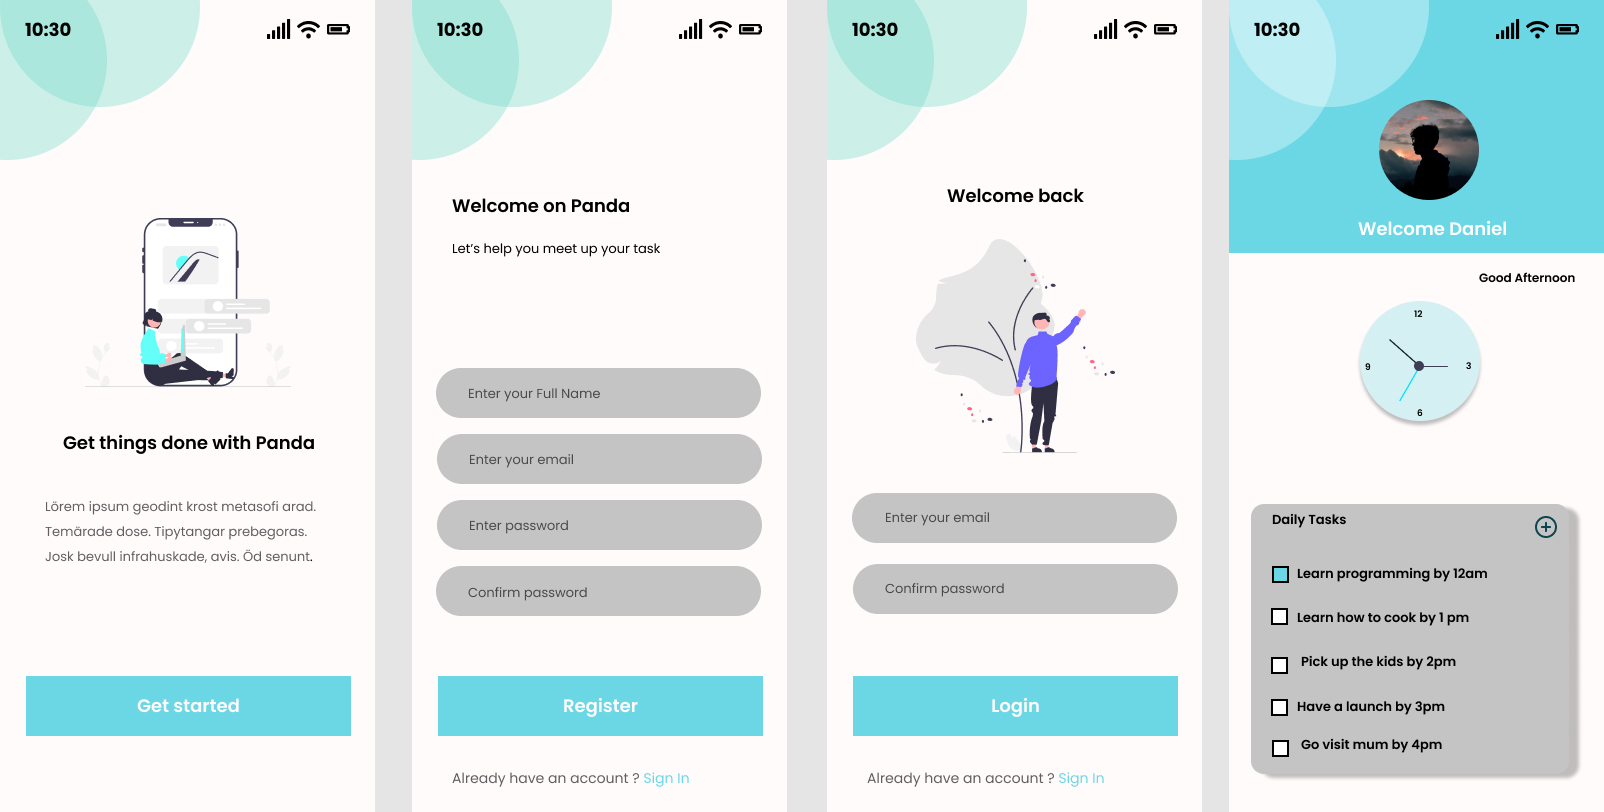 10:30
Get things done with Panda
Lörem ipsum geodint krost metasofi arad.
Temärade dose. Tipytangar prebegoras.
Josk bevull infrahuskade, avis. Öd senunt.
Get started
10:30
Welcome on Panda
Let’s help you meet up your task
Enter your Full Name
Enter your email
Enter password
Confirm password
Register
Already have an account ? Sign In
10:30
Welcome back
Enter your email
Confirm password
Login
Already have an account ? Sign In
10:30
Welcome Daniel
Good Afternoon
12
9
3
6
Daily Tasks
Learn programming by 12am
Learn how to cook by 1 pm
Pick up the kids by 2pm
Have a launch by 3pm
Go visit mum by 4pm